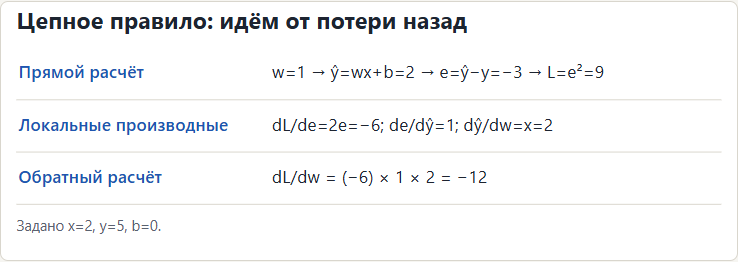 Цепное правило: идём от потери назад
Прямой расчёт w=1 → ŷ=wx+b=2 → e=ŷ−y=−3 → L=e²=9
Локальные производные dL/de=2e=−6; de/dŷ=1; dŷ/dw=x=2
Обратный расчёт dL/dw = (−6) × 1 × 2 = −12
Задано x=2, y=5, b=0.